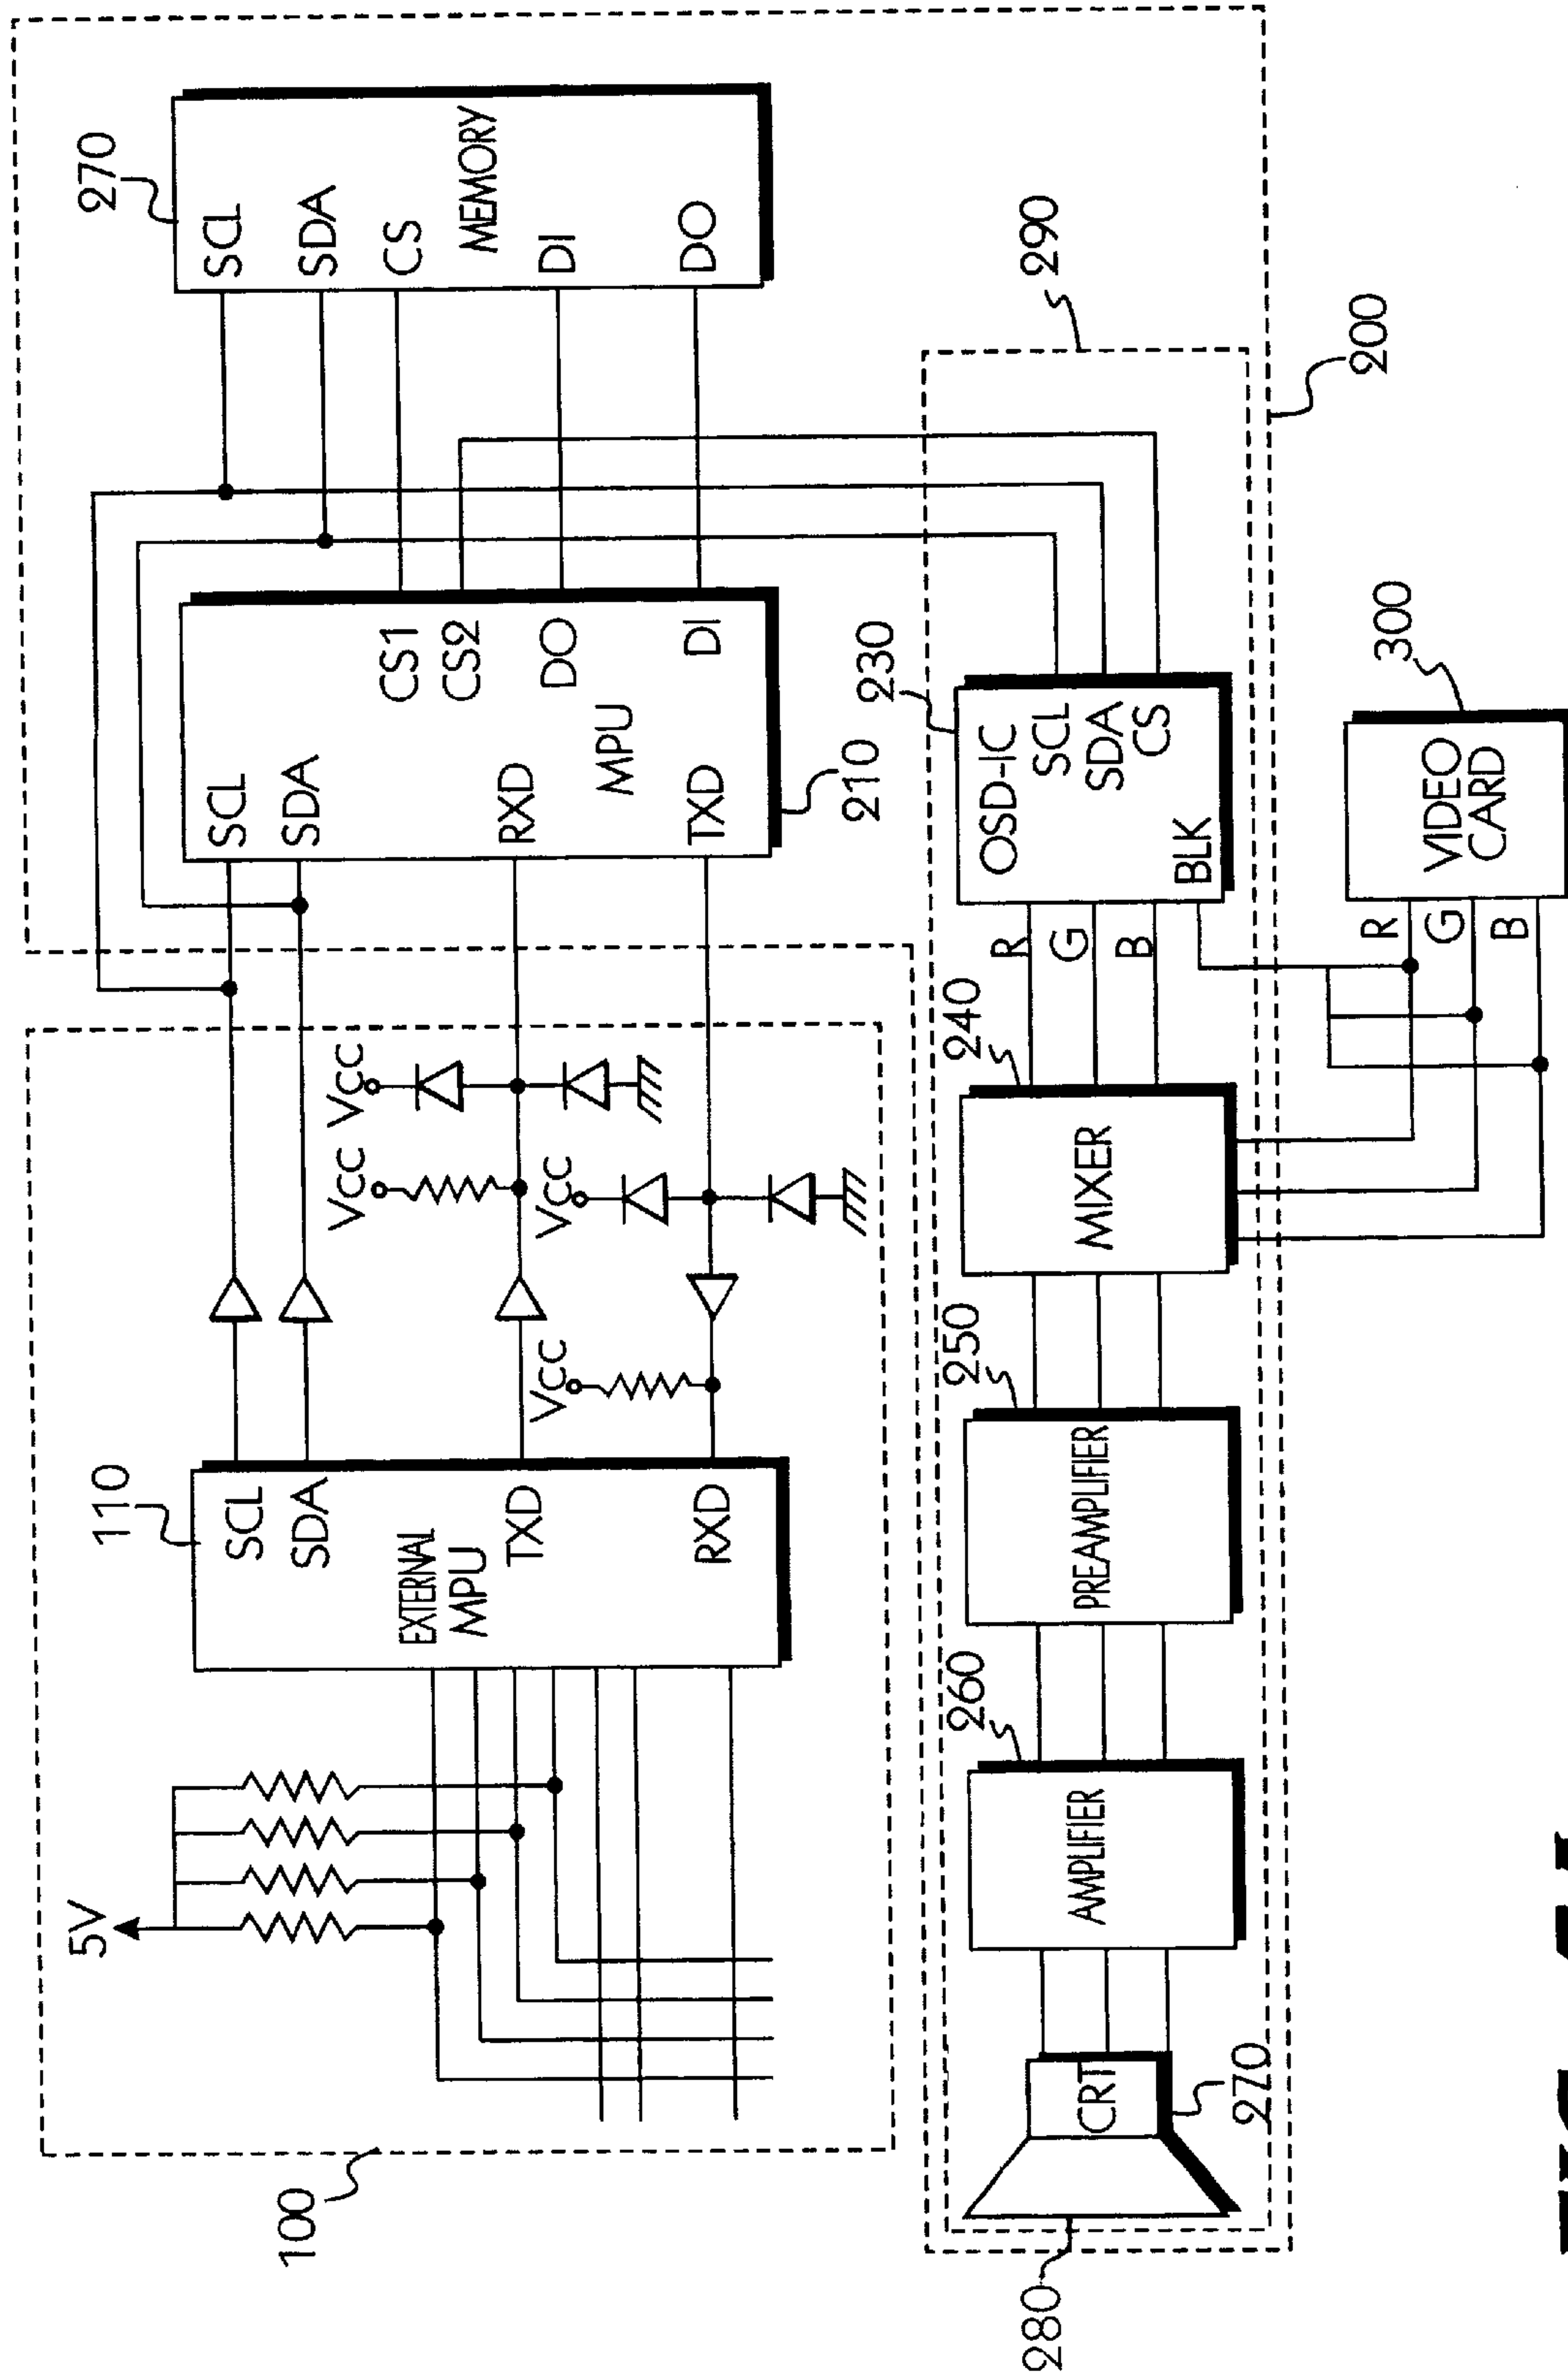 100
5V
110
SCL
SDA
EXTERNAL
MPU
TXD
RXD
VCC
VCC
VCC
VCC
SCL
SDA
RXD
MPU
TXD
CS1
CS2
DO
DI
210
270
SCL
SDA
CS
MEMORY
DI
DO
280
CRT
270
260
AMPLIFIER
250
PREAMPLIFIER
240
MIXER
R
G
B
230
OSD-IC
SCL
SDA
CS
BLK
290
200
R
G
B
VIDEO
CARD
300